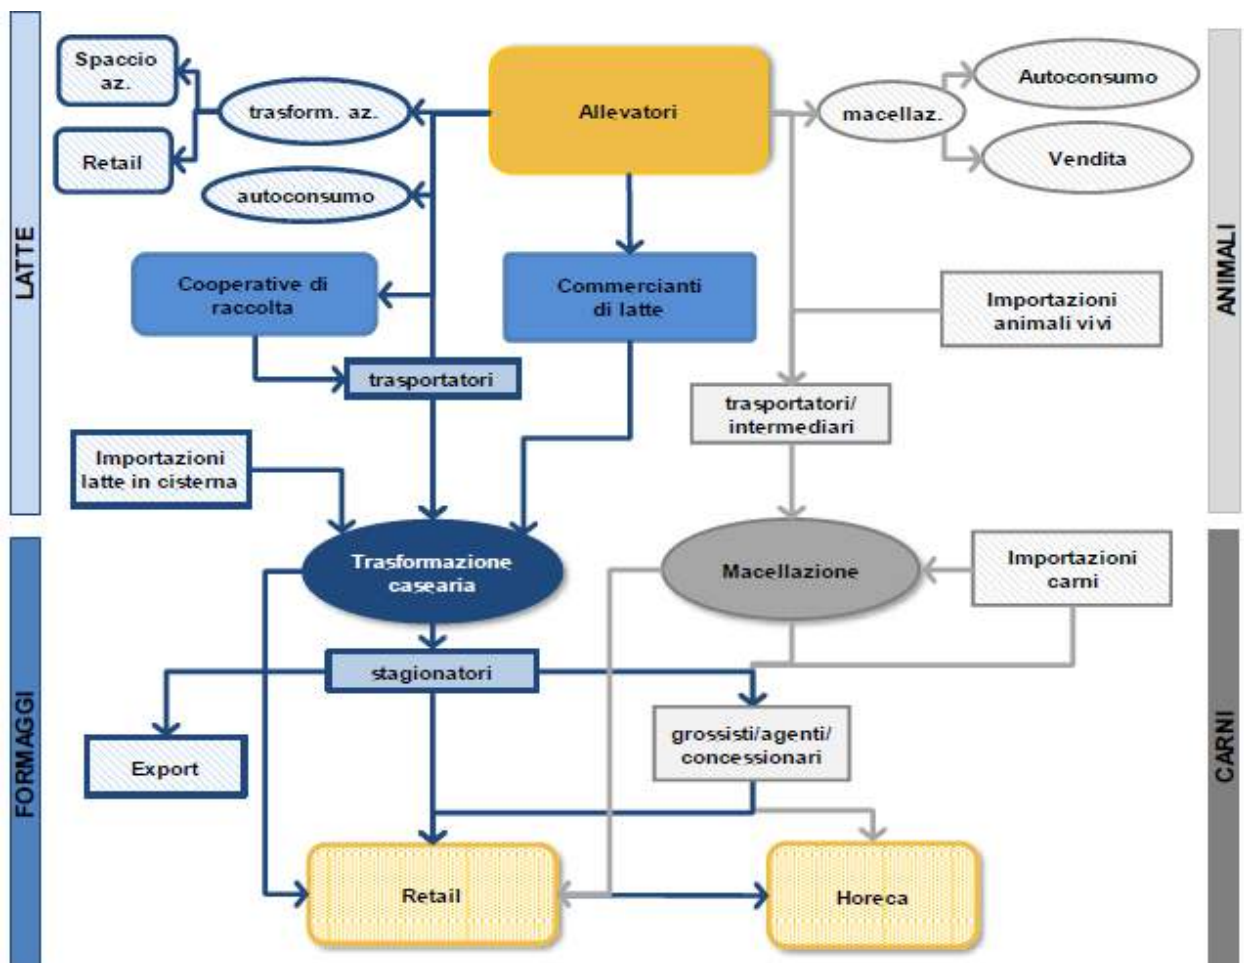 LATTE
Spaccio
az.
Retail
trasform. az.
autoconsumo
Allevatori
macellaz.
Autoconsumo
Vendita
ANIMALI
Cooperative di
raccolta
Commercianti
di latte
Importazioni
animali vivi
trasportatori
trasportatori/
intermediari
Importazioni
latte in cisterna
FORMAGGI
Trasformazione
casearia
Macellazione
Importazioni
carni
CARNI
stagionatori
Export
grossisti/agenti/
concessionari
Retail
Horeca